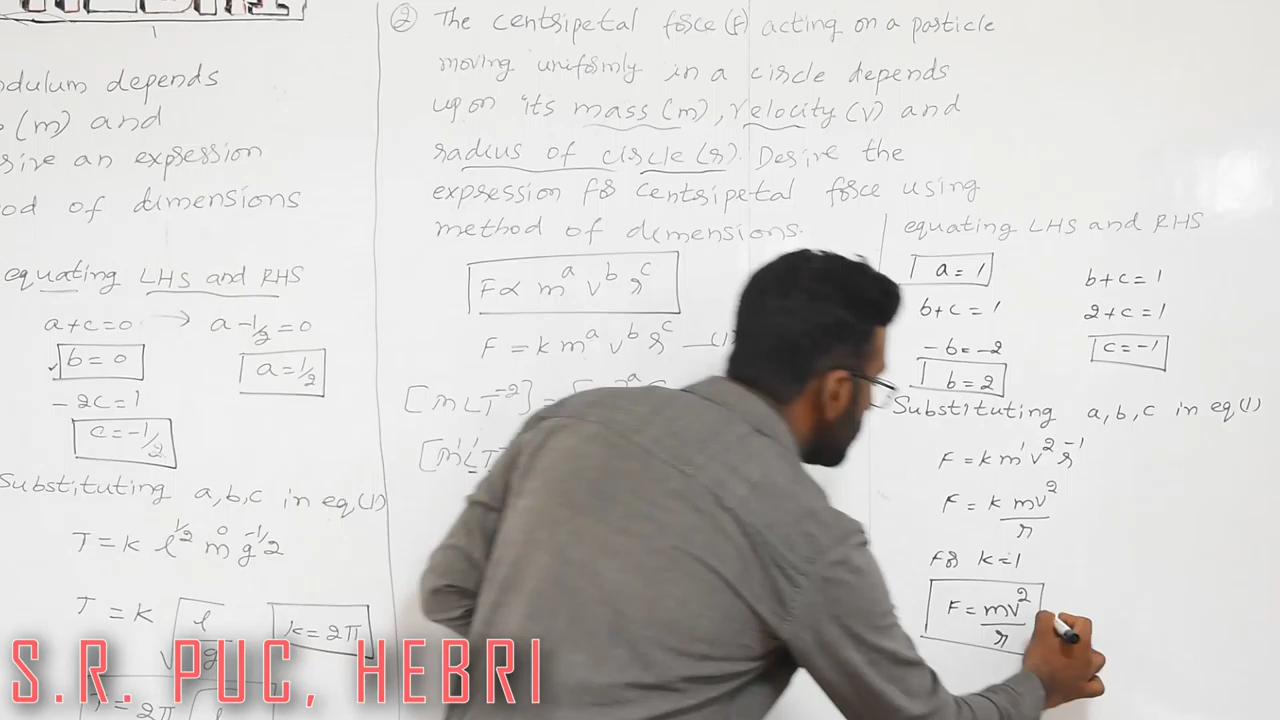 ndulum depends
(m) and
sive an expression
od of dimensions
equating LHS and RHS
a+c=0 → a-1/2=0
b=0
a=1/2
-2c=1
c=-1/2
Substituting a,b,c in eq(1)
T=k l^1/2 m^0 g^-1/2
T=k √l/g
k=2π
② The centripetal force (F) acting on a particle
moving uniformly in a circle depends
upon its mass (m), velocity (v) and
radius of circle (r). Derive the
expression for centripetal force using
method of dimensions.
F∝ m^a v^b r^c
F = k m^a v^b r^c —(1)
[MLT^-2] =
equating LHS and RHS
a=1
b+c=1
-b=-2
b=2
b+c=1
2+c=1
c=-1
Substituting a,b,c in eq(1)
F=k m^1 v^2 r^-1
F=k mv^2/r
for k=1
F=mv^2/r
S.R. PUC, HEBRI